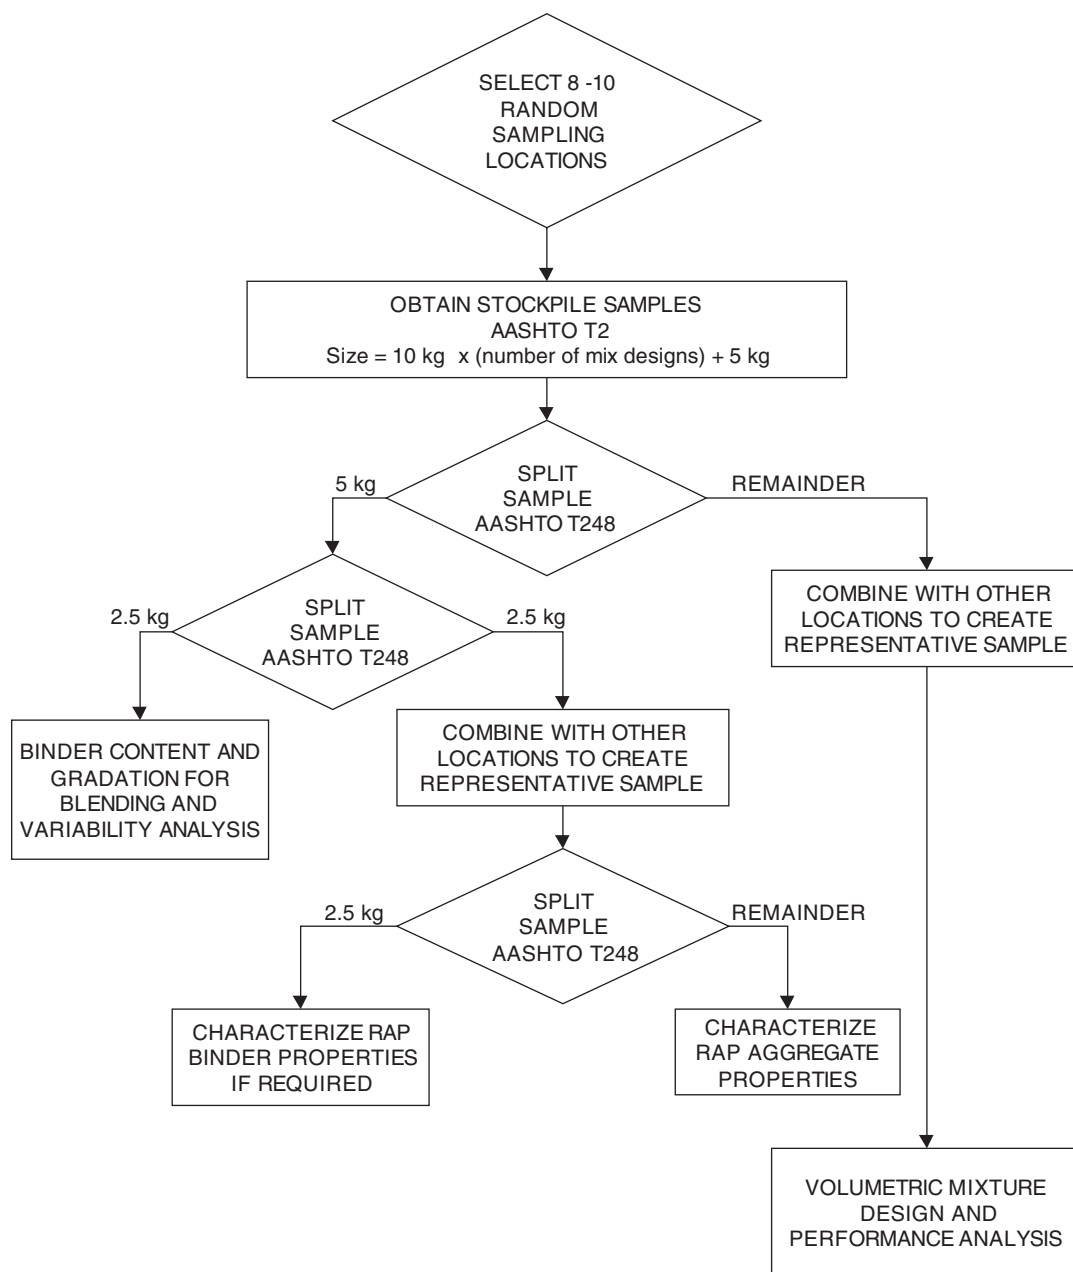 SELECT 8 -10
RANDOM
SAMPLING
LOCATIONS
OBTAIN STOCKPILE SAMPLES
AASHTO T2
Size = 10 kg x (number of mix designs) + 5 kg
5 kg
SPLIT
SAMPLE
AASHTO T248
REMAINDER
2.5 kg
SPLIT
SAMPLE
AASHTO T248
2.5 kg
COMBINE WITH OTHER
LOCATIONS TO CREATE
REPRESENTATIVE SAMPLE
BINDER CONTENT AND
GRADATION FOR
BLENDING AND
VARIABILITY ANALYSIS
COMBINE WITH OTHER
LOCATIONS TO CREATE
REPRESENTATIVE SAMPLE
2.5 kg
SPLIT
SAMPLE
AASHTO T248
REMAINDER
CHARACTERIZE RAP
BINDER PROPERTIES
IF REQUIRED
CHARACTERIZE
RAP AGGREGATE
PROPERTIES
VOLUMETRIC MIXTURE
DESIGN AND
PERFORMANCE ANALYSIS